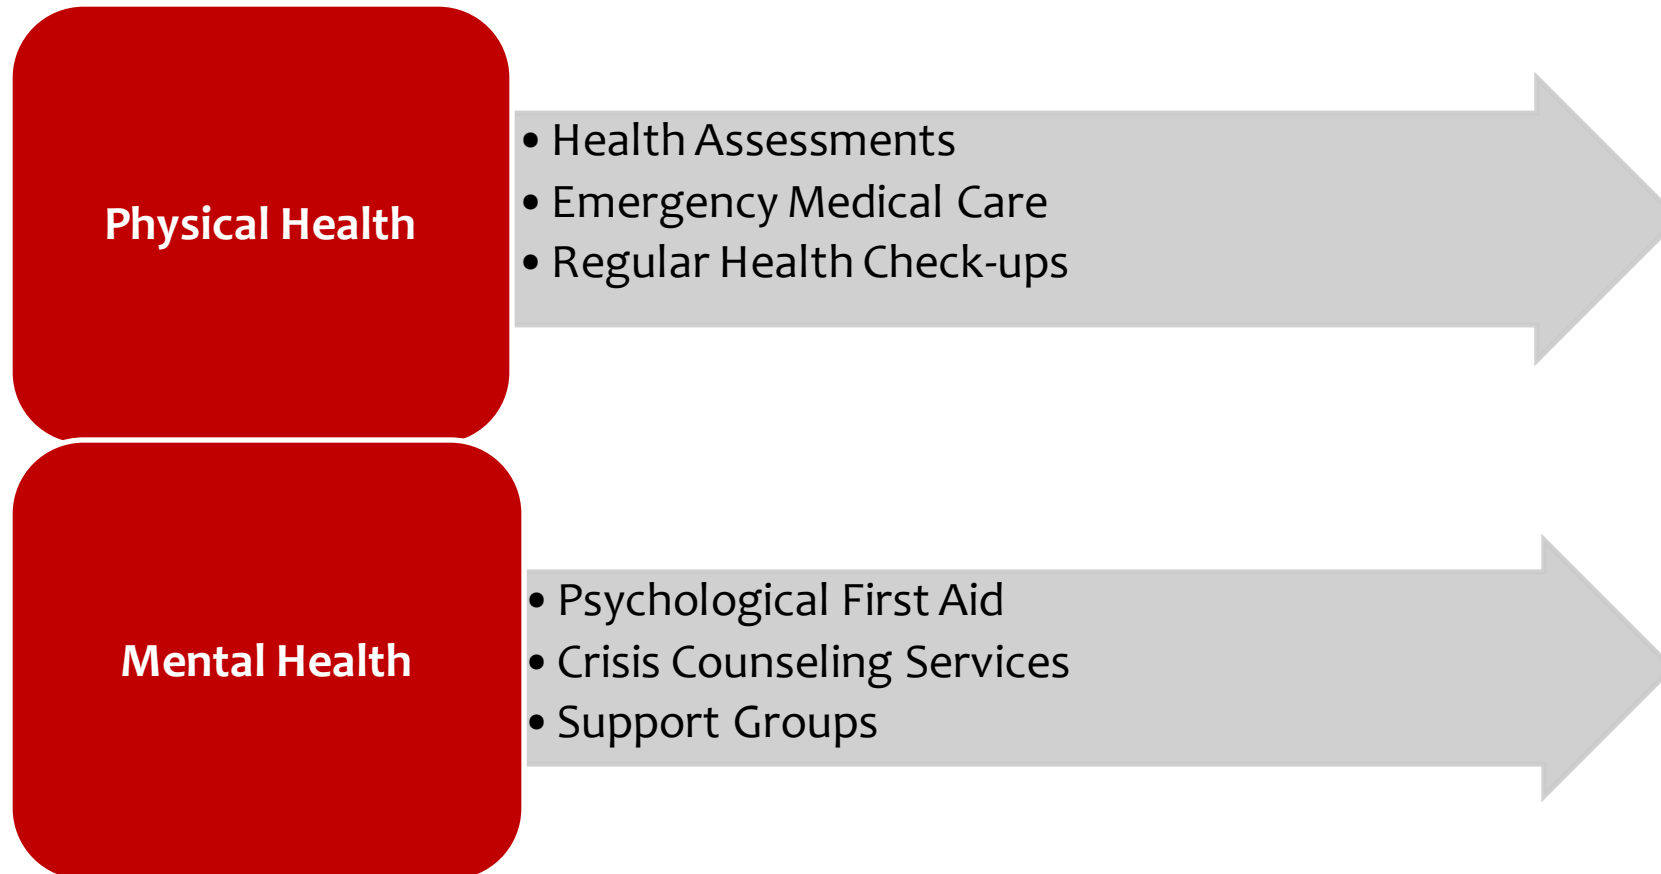 Physical Health
• Health Assessments
• Emergency Medical Care
• Regular Health Check-ups
Mental Health
• Psychological First Aid
• Crisis Counseling Services
• Support Groups